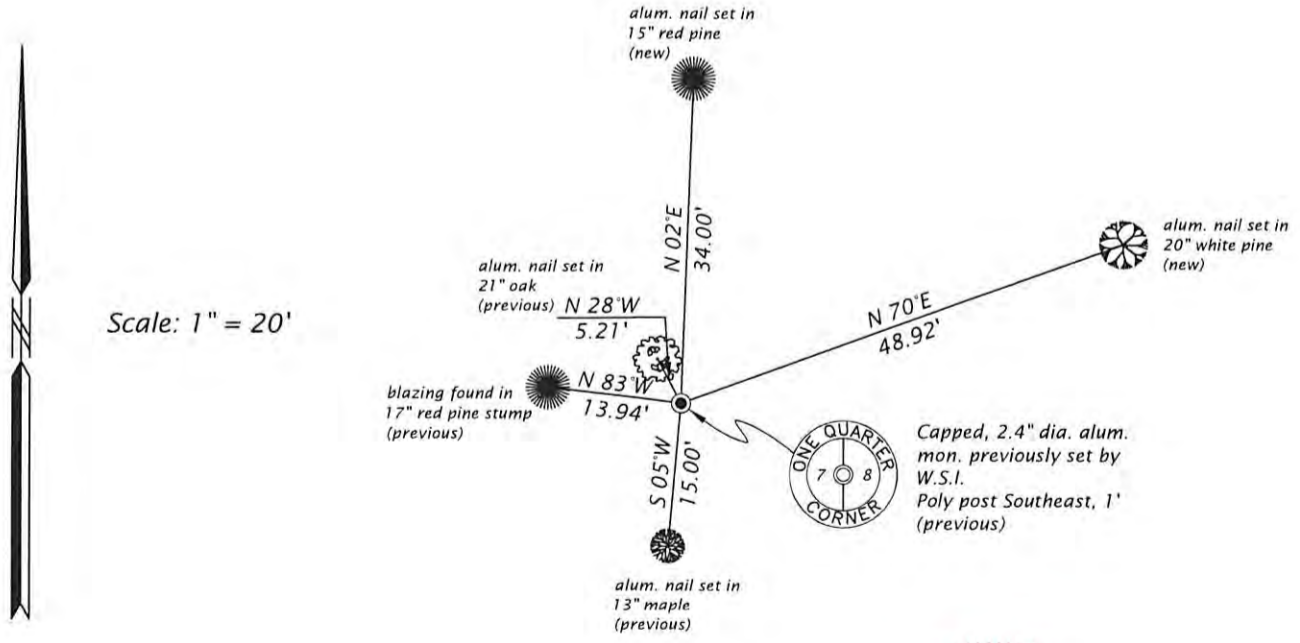 alum. nail set in
15" red pine
(new)
N 02°E
34.00'
alum. nail set in
20" white pine
(new)
N 70°E
48.92'
alum. nail set in
21" oak
(previous)
N 28°W
5.21'
Scale: 1" = 20'
blazing found in
17" red pine stump
(previous)
N 83°W
13.94'
S 05°W
15.00'
ONE QUARTER
7 8
CORNER
Capped, 2.4" dia. alum.
mon. previously set by
W.S.I.
Poly post Southeast, 1'
(previous)
alum. nail set in
13" maple
(previous)